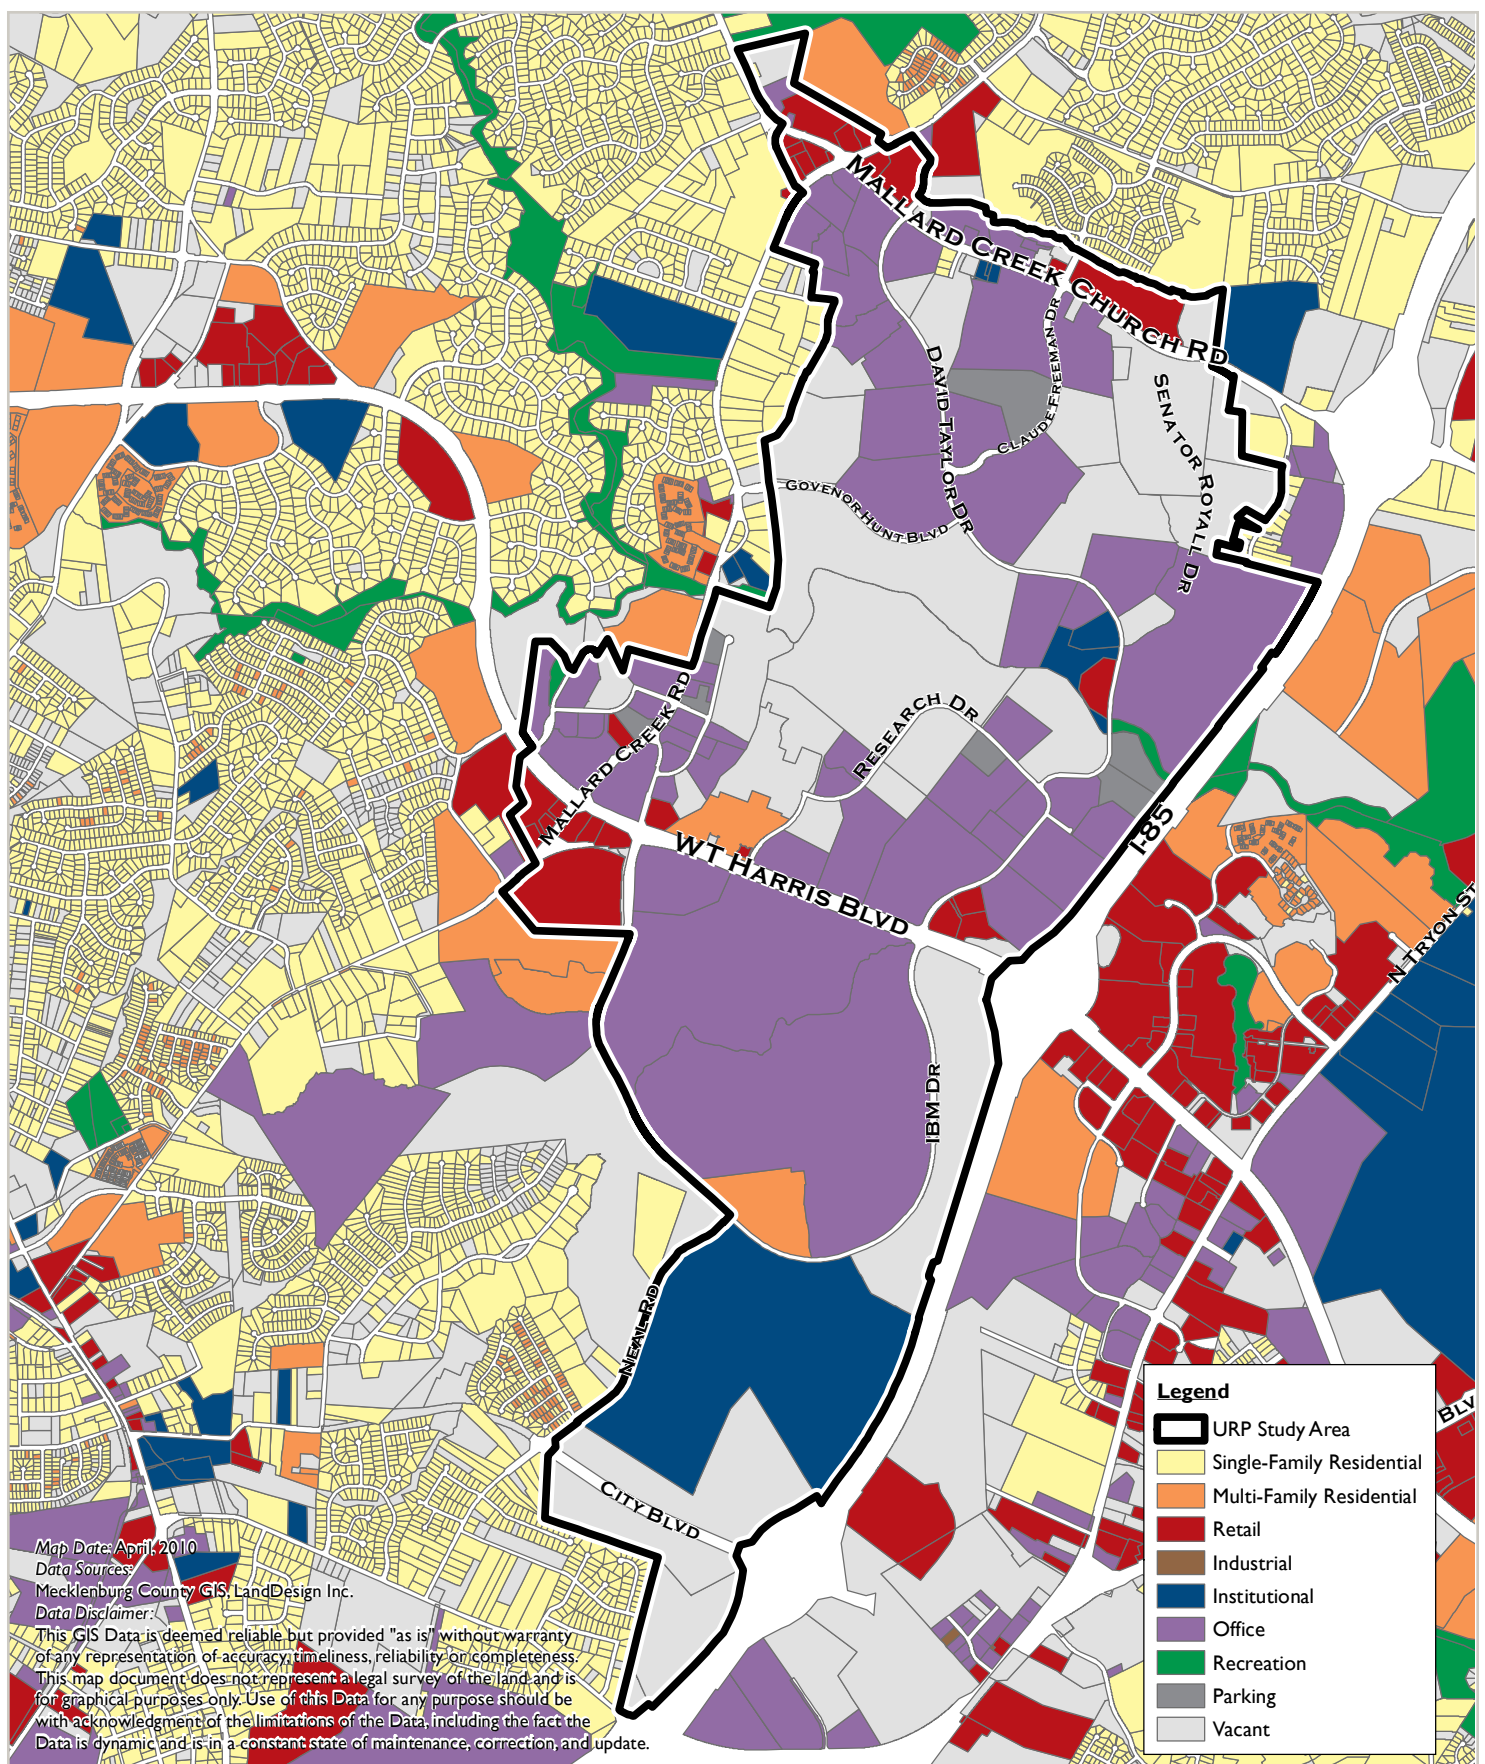 MALLARD CREEK CHURCH RD
DAVID TAYLOR DR
CLAUDE FREEMAN DR
SENATOR ROYALL DR
GOVENOR HUNT BLVD
RESEARCH DR
MALLARD CREEK RD
WT HARRIS BLVD
I-85
N TRYON ST
IBM DR
NEAL RD
CITY BLVD
BLV
Legend
URP Study Area
Single-Family Residential
Multi-Family Residential
Retail
Industrial
Institutional
Office
Recreation
Parking
Vacant
Map Date: April, 2010
Data Sources:
Mecklenburg County GIS, LandDesign Inc.
Data Disclaimer:
This GIS Data is deemed reliable but provided "as is" without warranty
of any representation of accuracy, timeliness, reliability or completeness.
This map document does not represent a legal survey of the land and is
for graphical purposes only. Use of this Data for any purpose should be
with acknowledgment of the limitations of the Data, including the fact the
Data is dynamic and is in a constant state of maintenance, correction, and update.